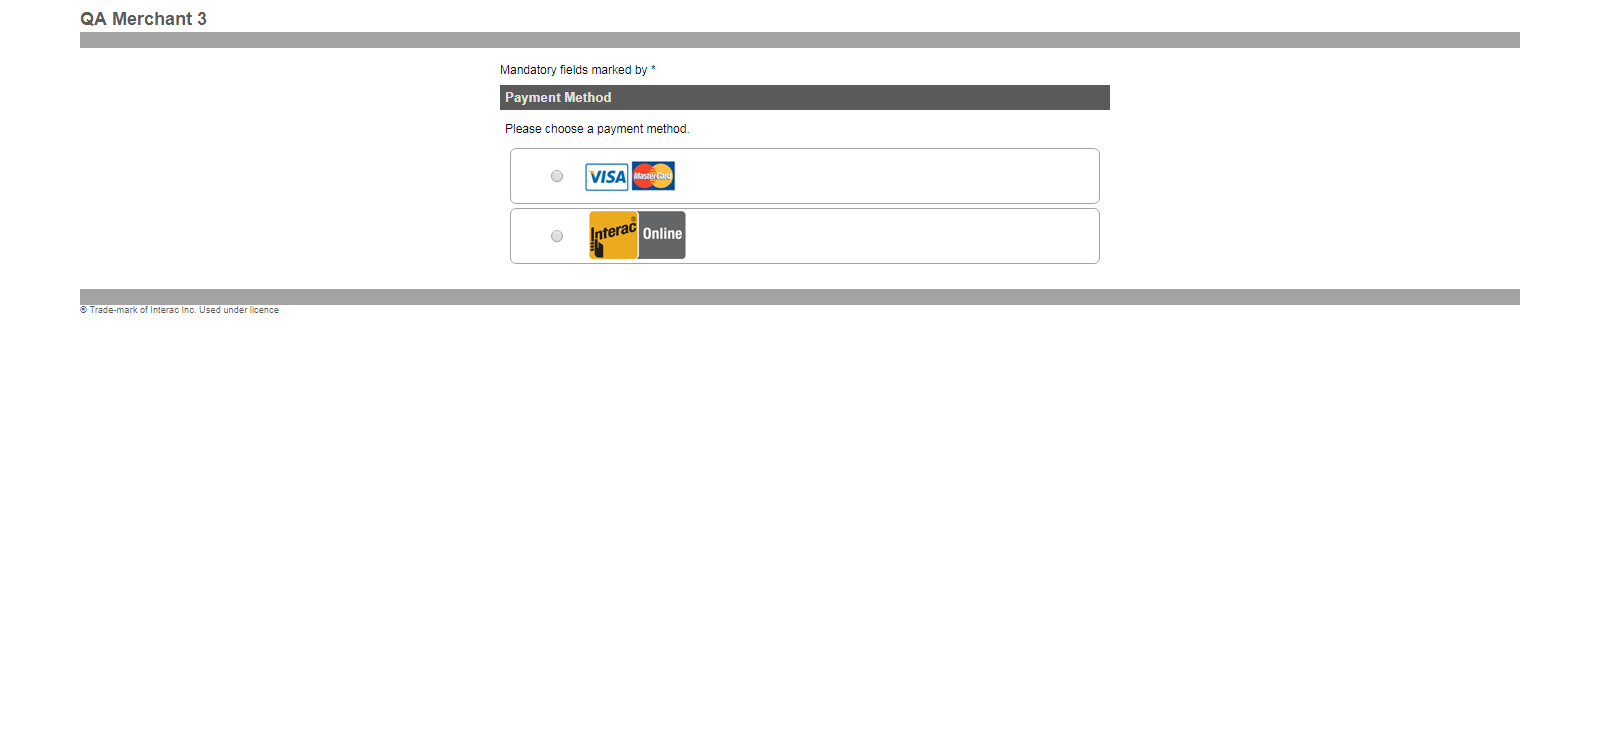 QA Merchant 3
Mandatory fields marked by *
Payment Method
Please choose a payment method.
VISA MasterCard
Interac® Online
® Trade-mark of Interac Inc. Used under licence